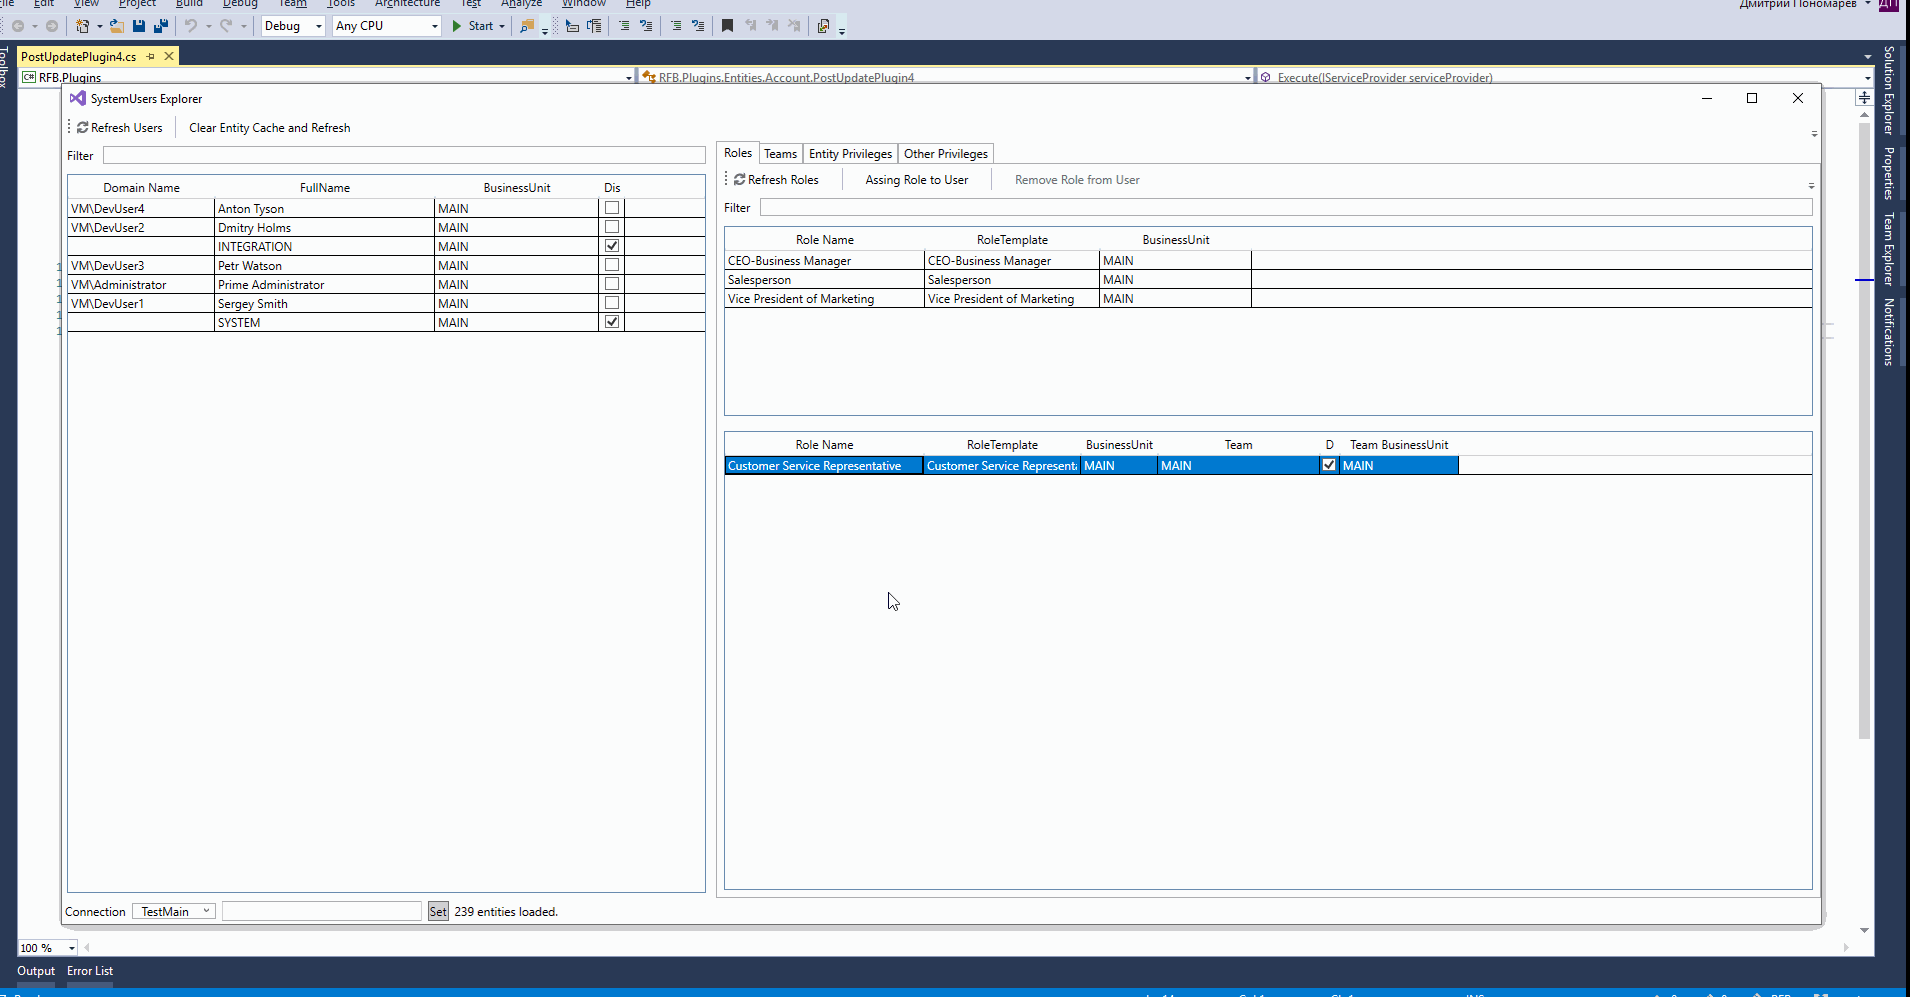 File Edit View Project Build Debug Team Tools Architecture Test Analyze Window Help
Дмитрий Пономарев ДП
Debug Any CPU Start
Toolbox
PostUpdatePlugin4.cs
C# RFB.Plugins RFB.Plugins.Entities.Account.PostUpdatePlugin4 Execute(IServiceProvider serviceProvider)
SystemUsers Explorer
Refresh Users Clear Entity Cache and Refresh
Filter
Domain Name FullName BusinessUnit Dis
VM\DevUser4 Anton Tyson MAIN
VM\DevUser2 Dmitry Holms MAIN
INTEGRATION MAIN
VM\DevUser3 Petr Watson MAIN
VM\Administrator Prime Administrator MAIN
VM\DevUser1 Sergey Smith MAIN
SYSTEM MAIN
Roles Teams Entity Privileges Other Privileges
Refresh Roles Assing Role to User Remove Role from User
Filter
Role Name RoleTemplate BusinessUnit
CEO-Business Manager CEO-Business Manager MAIN
Salesperson Salesperson MAIN
Vice President of Marketing Vice President of Marketing MAIN
Role Name RoleTemplate BusinessUnit Team D Team BusinessUnit
Customer Service Representative Customer Service Representa MAIN MAIN MAIN
Connection TestMain Set 239 entities loaded.
Solution Explorer
Properties
Team Explorer
Notifications
100 %
Output Error List